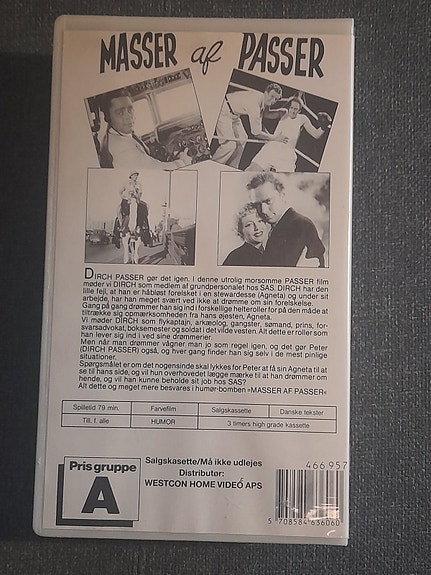 MASSER af PASSER
DIRCH PASSER gør det igen. I denne utrolig morsomme PASSER film
møder vi DIRCH som medlem af grundpersonalet hos SAS. DIRCH har den
lille fejl, at han er håbløst forelsket i en stewardesse (Agneta) og under sit
arbejde, har han meget svært ved ikke at drømme om sin forelskelse.
Gang på gang drømmer han sig ind i forskellige helteroller for på den måde at
tiltrække sig opmærksomheden fra hans øjesten, Agneta.
Vi møder DIRCH som flykaptajn, arkæolog, gangster, sømand, prins, for-
svarsadvokat, boksemester og soldat i det vilde vesten. Alt dette er roller som
han lever sig ind i ved sine drømmerier.
Men når man drømmer vågner man jo som regel igen, og det gør Peter
(DIRCH PASSER) også, og hver gang finder han sig selv i de mest pinlige
situationer.
Spørgsmålet er om det nogensinde skal lykkes for Peter at få sin Agneta til at
se til hans side, og vil hun overhovedet lægge mærke til at han drømmer om
hende, og vil han kunne beholde sit job hos SAS?
Alt dette og meget mere besvares i humør-bomben »MASSER AF PASSER«
Spilletid 79 min. Farvefilm Salgskassette Danske tekster
Till. f. alle HUMOR 3 timers high grade kassette
Prisgruppe
A
Salgskasette/Må ikke udlejes
Distributør:
WESTCON HOME VIDEO APS
466 957
5 708584 636060